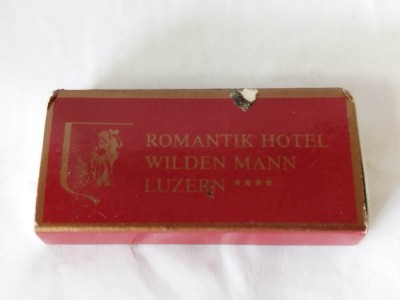 ROMANTIK HOTEL
WILDEN MANN
LUZERN ****